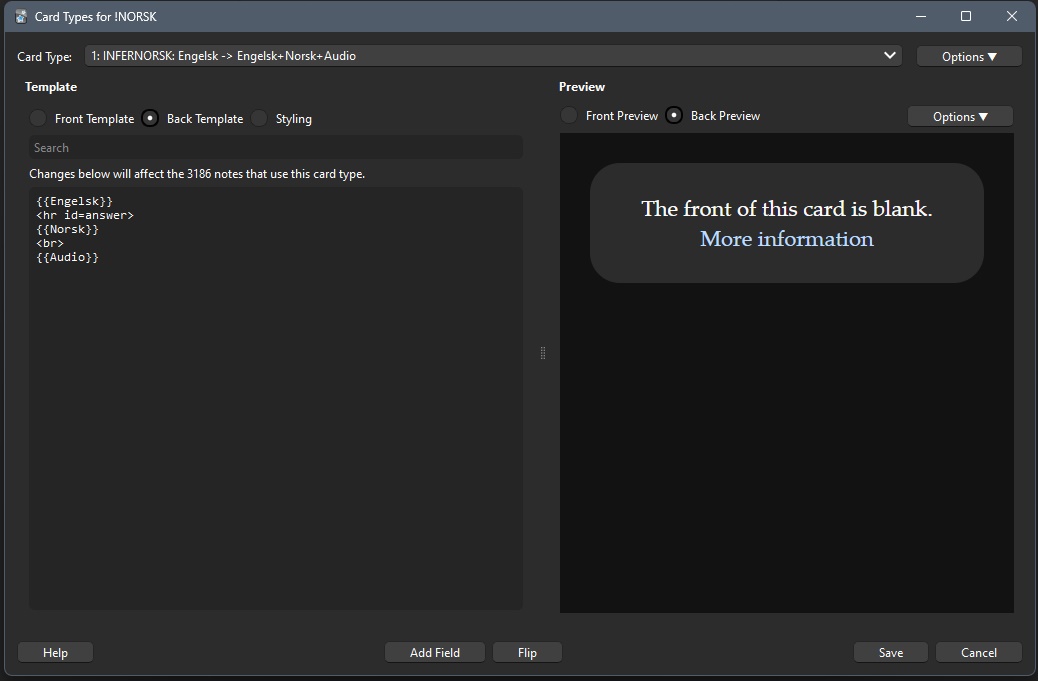 Card Types for !NORSK
Card Type: 1: INFERNORSK: Engelsk -> Engelsk+Norsk+Audio Options ▼
Template
Front Template Back Template Styling
Search
Changes below will affect the 3186 notes that use this card type.
{{Engelsk}}
<hr id=answer>
{{Norsk}}
<br>
{{Audio}}
Preview
Front Preview Back Preview Options ▼
The front of this card is blank.
More information
Help Add Field Flip Save Cancel